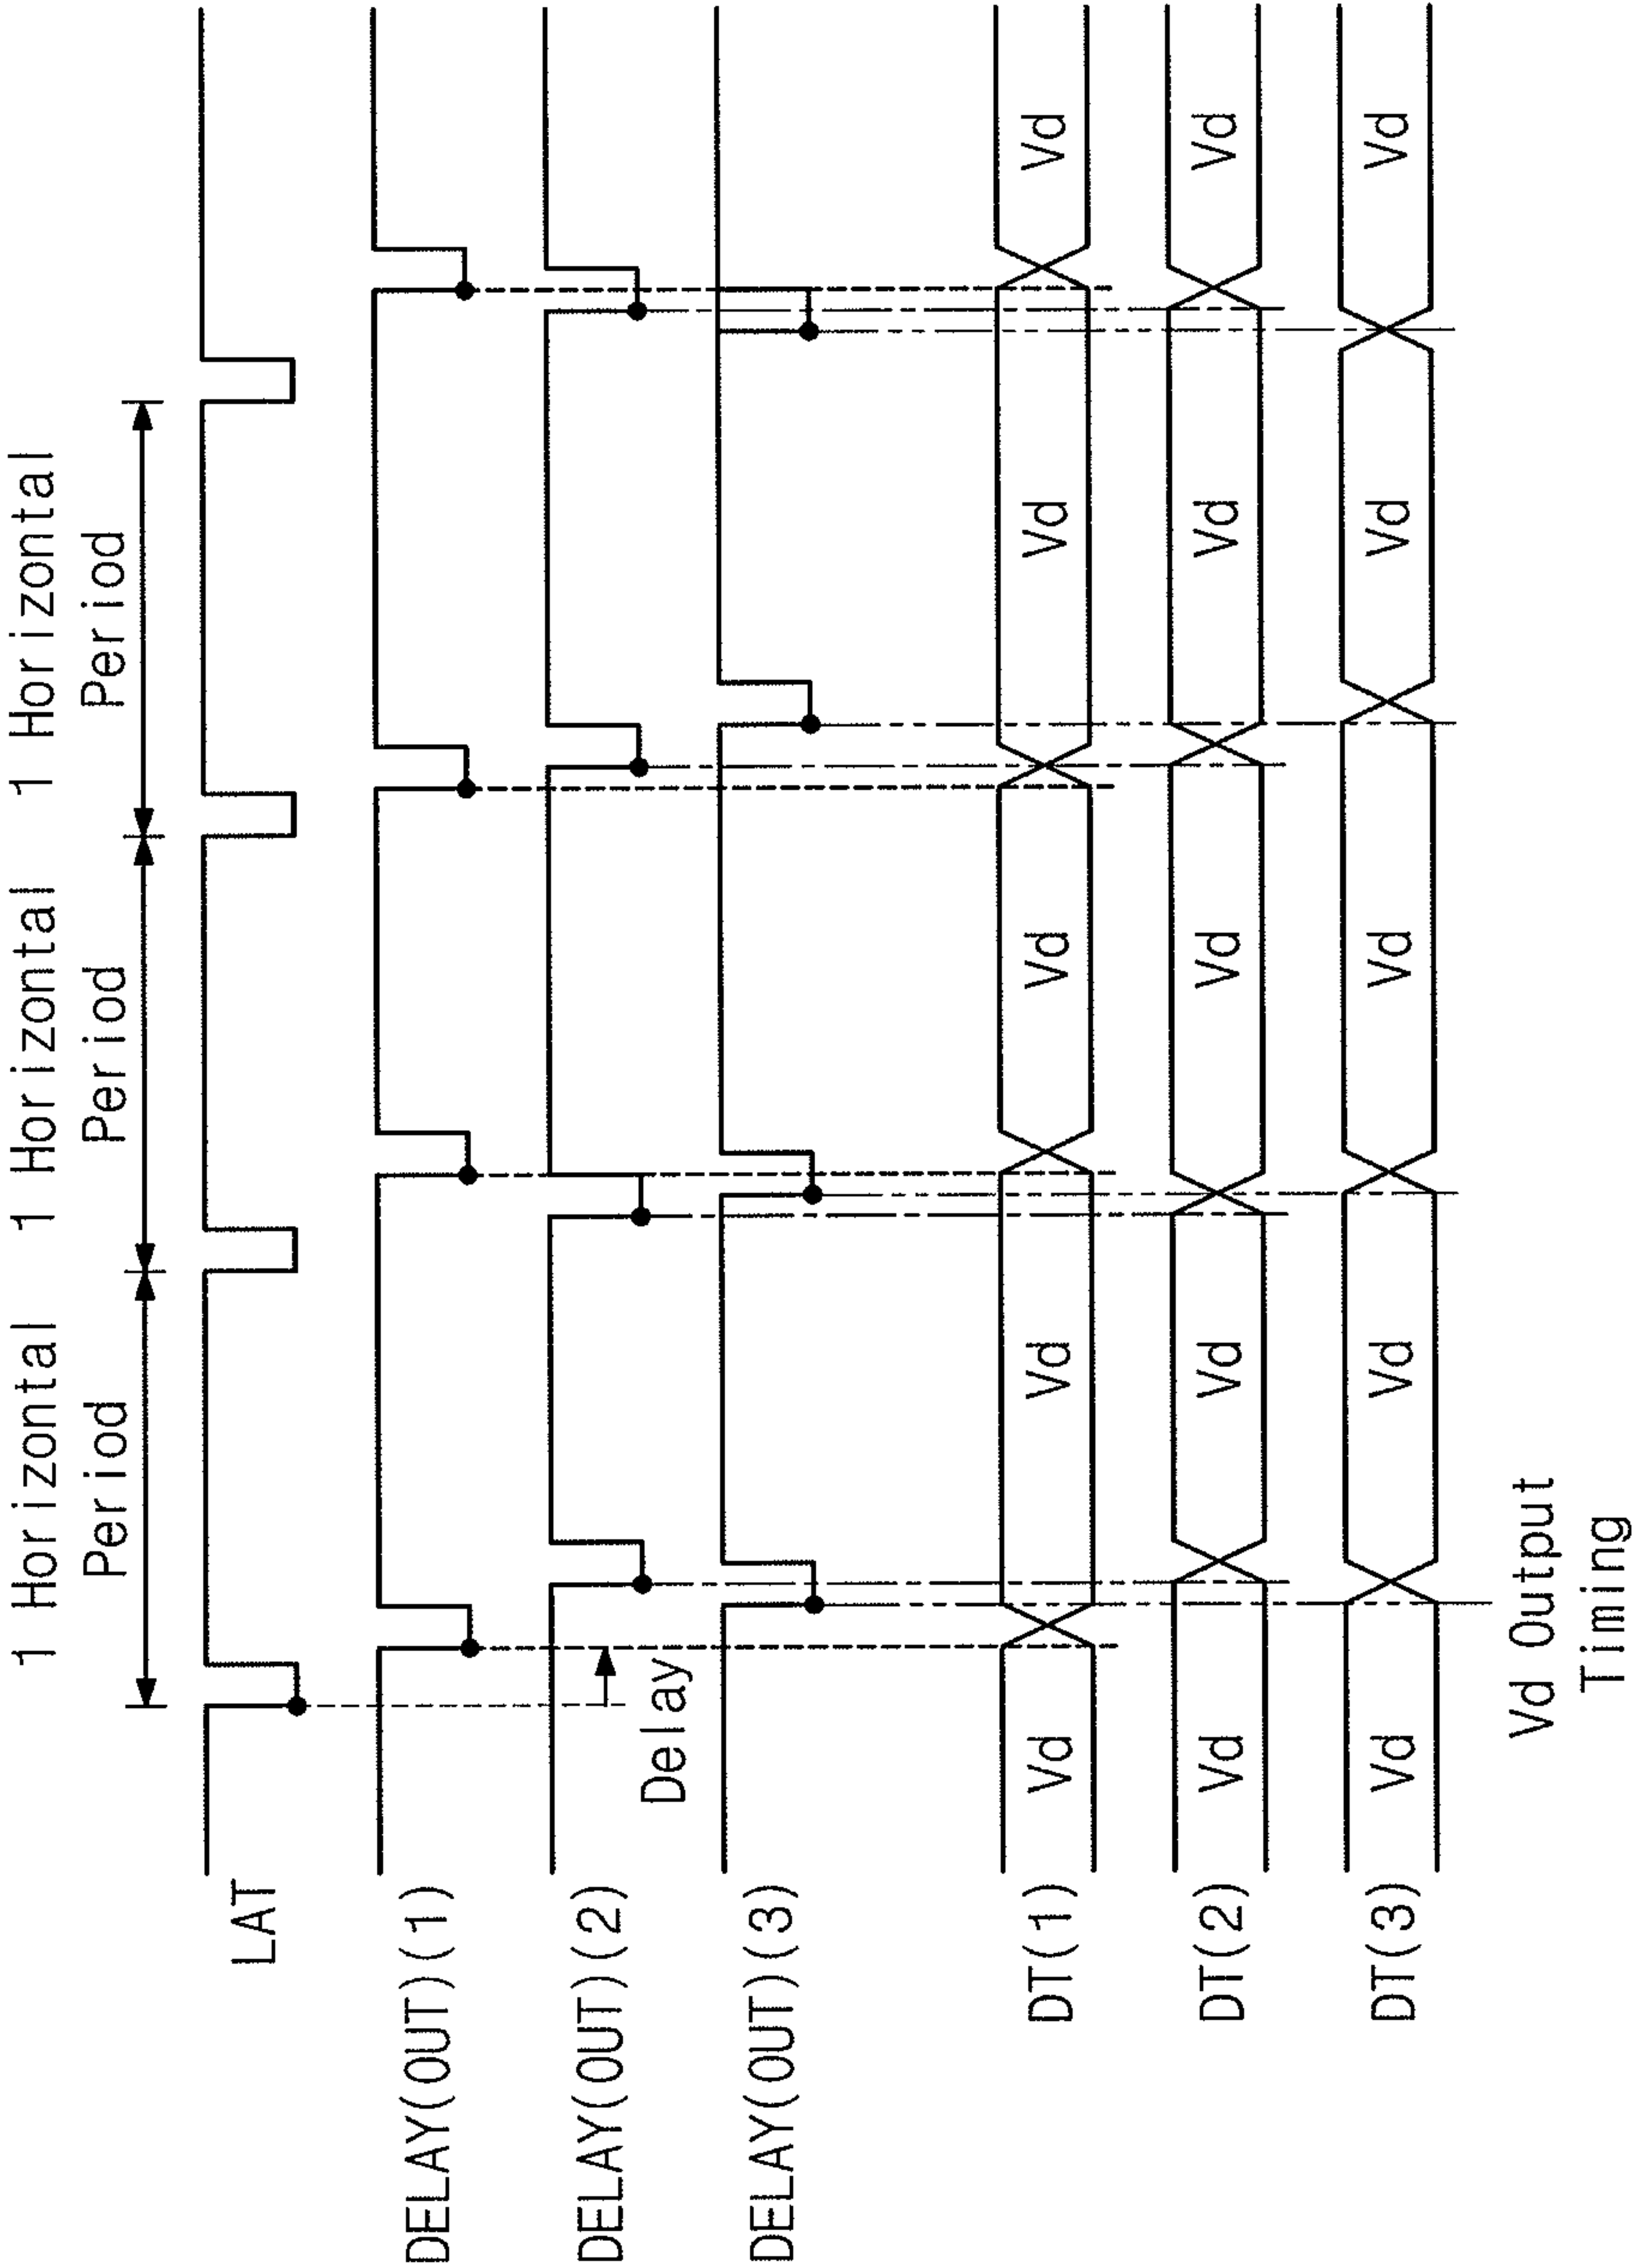 1 Horizontal
Period
1 Horizontal
Period
1 Horizontal
Period
LAT
DELAY(OUT)(1)
DELAY(OUT)(2)
Delay
DELAY(OUT)(3)
DT(1)
Vd
Vd
Vd
Vd
Vd
DT(2)
Vd
Vd
Vd
Vd
Vd
DT(3)
Vd
Vd
Vd
Vd
Vd
Vd Output
Timing